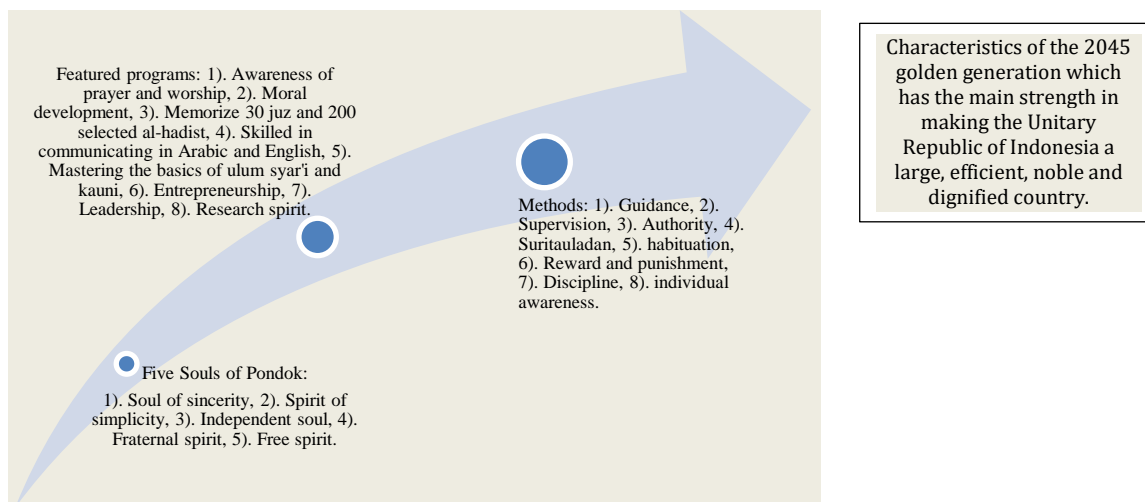 Featured programs: 1). Awareness of
prayer and worship, 2). Moral
development, 3). Memorize 30 juz and 200
selected al-hadist, 4). Skilled in
communicating in Arabic and English, 5).
Mastering the basics of ulum syar'i and
kauni, 6). Entrepreneurship, 7).
Leadership, 8). Research spirit.
Methods: 1). Guidance, 2).
Supervision, 3). Authority, 4).
Suritauladan, 5). habituation,
6). Reward and punishment,
7). Discipline, 8). individual
awareness.
Five Souls of Pondok:
1). Soul of sincerity, 2). Spirit of
simplicity, 3). Independent soul, 4).
Fraternal spirit, 5). Free spirit.
Characteristics of the 2045
golden generation which
has the main strength in
making the Unitary
Republic of Indonesia a
large, efficient, noble and
dignified country.